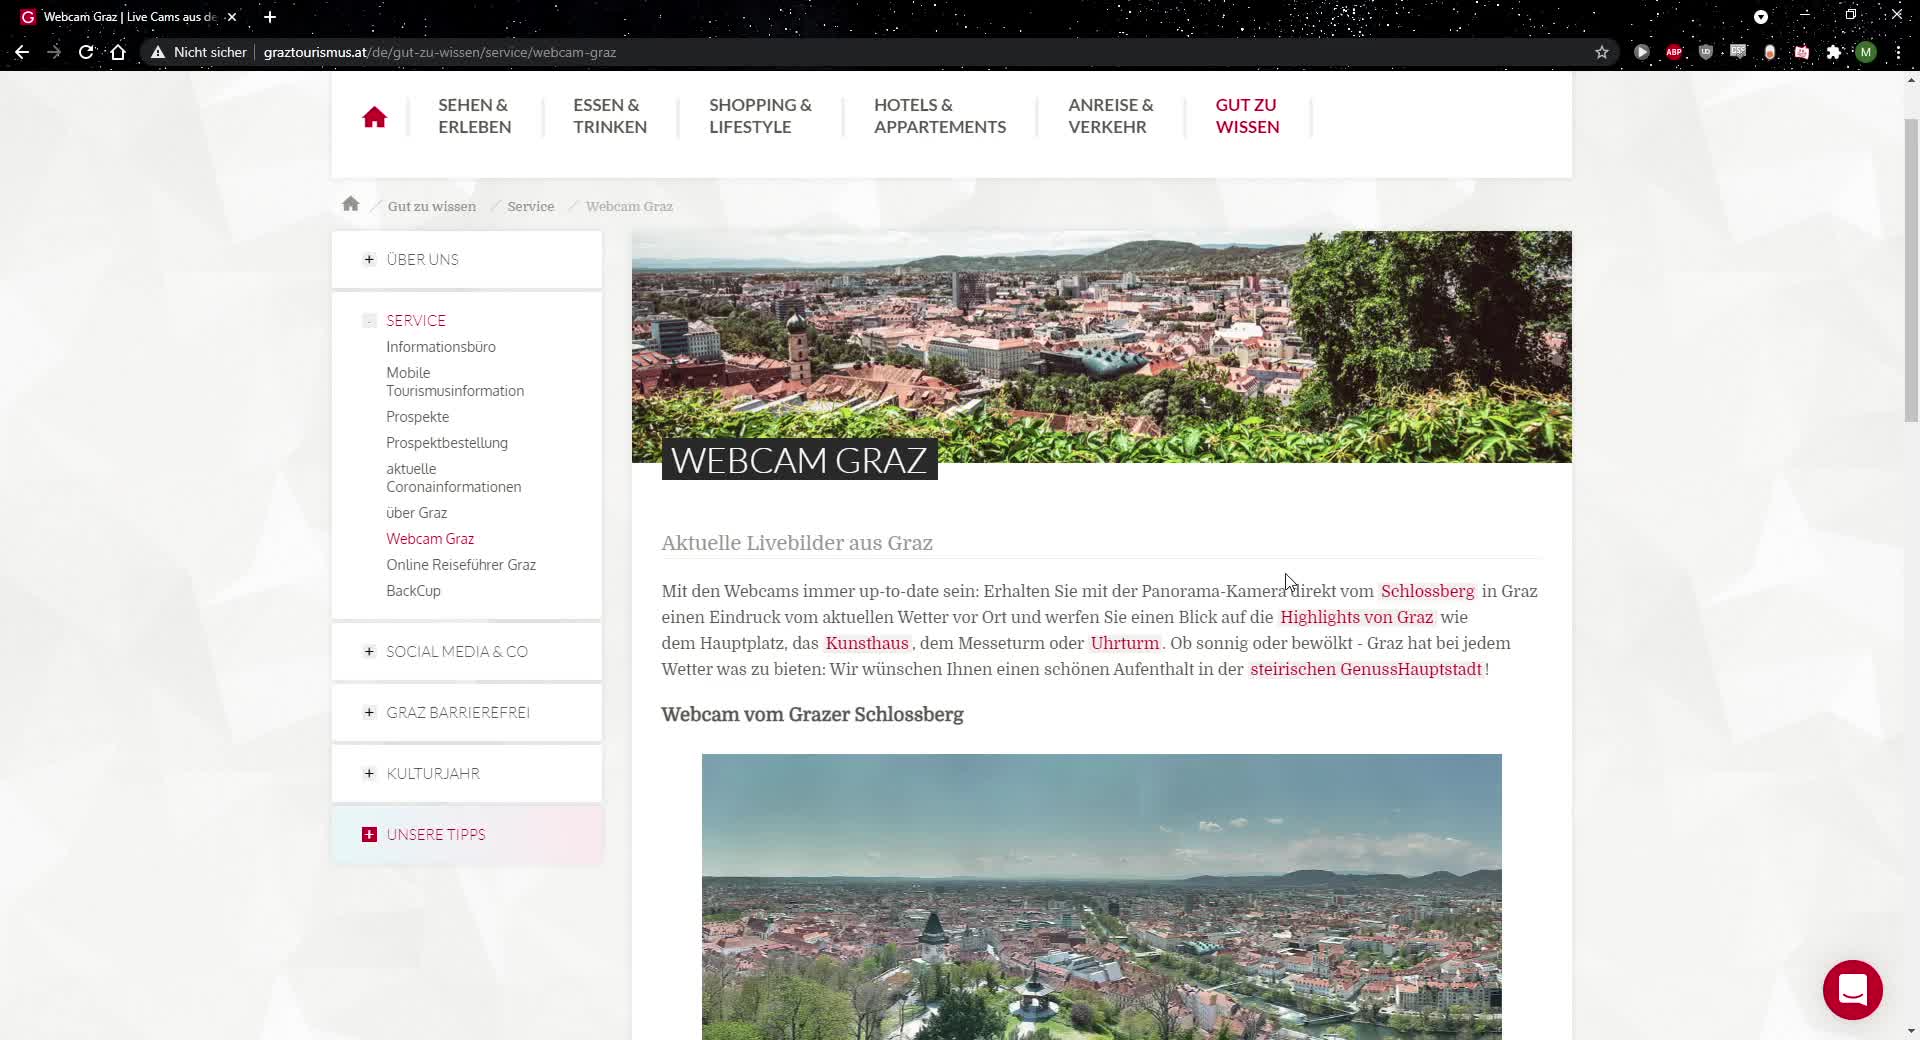 Webcam Graz | Live Cams aus de
Nicht sicher
graztourismus.at/de/gut-zu-wissen/service/webcam-graz
ABP
M
SEHEN &
ERLEBEN
ESSEN &
TRINKEN
SHOPPING &
LIFESTYLE
HOTELS &
APPARTEMENTS
ANREISE &
VERKEHR
GUT ZU
WISSEN
Gut zu wissen
Service
Webcam Graz
ÜBER UNS
SERVICE
Informationsbüro
Mobile
Tourismusinformation
Prospekte
Prospektbestellung
aktuelle
Coronainformationen
über Graz
Webcam Graz
Online Reiseführer Graz
BackCup
SOCIAL MEDIA & CO
GRAZ BARRIEREFREI
KULTURJAHR
UNSERE TIPPS
WEBCAM GRAZ
Aktuelle Livebilder aus Graz
Mit den Webcams immer up-to-date sein: Erhalten Sie mit der Panorama-Kamera direkt vom Schlossberg in Graz
einen Eindruck vom aktuellen Wetter vor Ort und werfen Sie einen Blick auf die Highlights von Graz wie
dem Hauptplatz, das Kunsthaus, dem Messeturm oder Uhrturm. Ob sonnig oder bewölkt - Graz hat bei jedem
Wetter was zu bieten: Wir wünschen Ihnen einen schönen Aufenthalt in der steirischen GenussHauptstadt!
Webcam vom Grazer Schlossberg